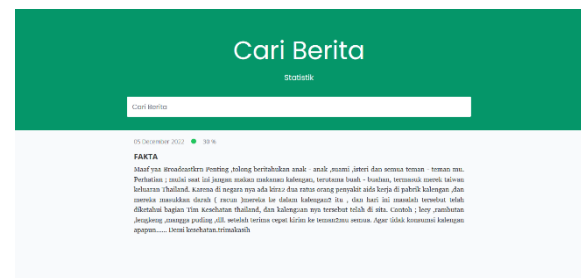 Cari Berita
Statistik
Cari Berita
05 December 2022 39 %
FAKTA
Maaf yaa Broadcastkrn Penting ,tolong beritahukan anak - anak ,suami ,isteri dan semua teman - teman mu.
Perhatian ; mulai saat ini jangan makan makanan kalengan, terutama buah - buahan, termasuk merek taiwan
keluaran Thailand. Karena di negara nya ada kira2 dua ratus orang penyakit aids kerja di pabrik kalengan ,dan
mereka masukkan darah ( racun )mereka ke dalam kalengan2 itu , dan hari ini masalah tersebut telah
diketahui bagian Tim Kesehatan thailand, dan kalengan nya tersebut telah di sita. Contoh ; lecy ,rambutan
,lengkeng ,mangga puding ,dll. setelah terima cepat kirim ke teman2mu semua. Agar tidak konsumsi kalengan
apapun...... Demi kesehatan.trimakasih